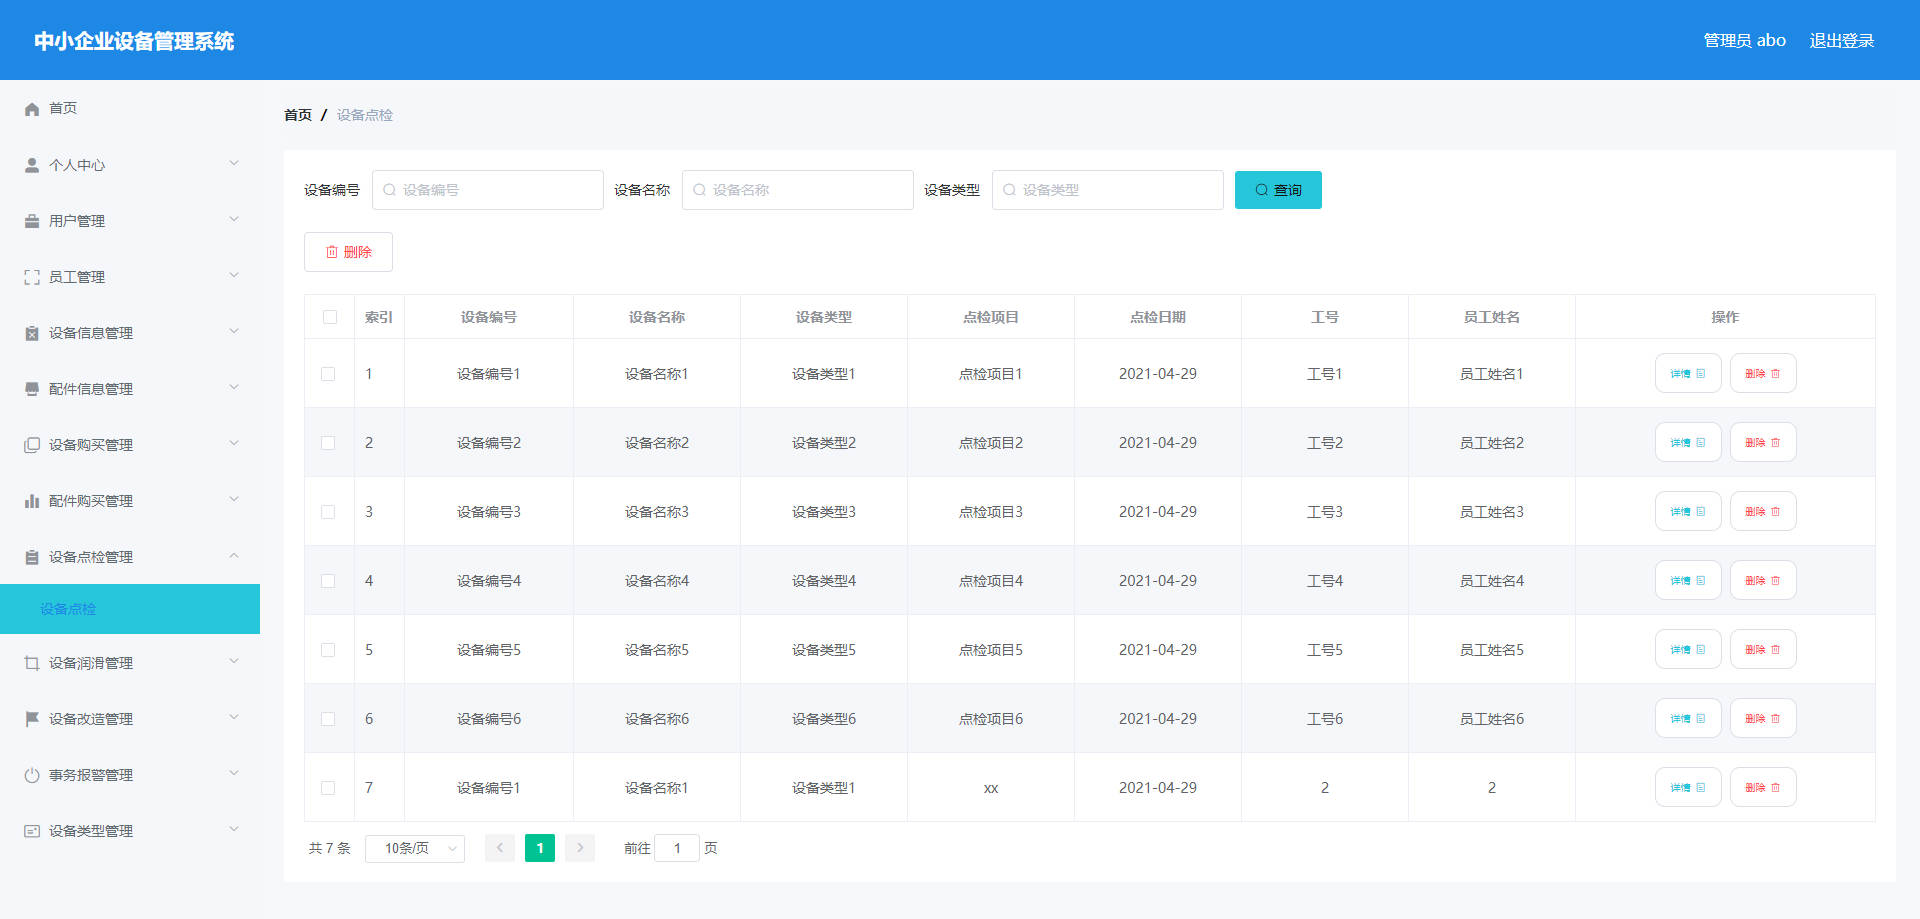 中小企业设备管理系统
管理员 abo 退出登录
首页
个人中心
用户管理
员工管理
设备信息管理
配件信息管理
设备购买管理
配件购买管理
设备点检管理
设备点检
设备润滑管理
设备改造管理
事务报警管理
设备类型管理
首页 / 设备点检
设备编号 设备编号 设备名称 设备名称 设备类型 设备类型 查询
删除
索引 设备编号 设备名称 设备类型 点检项目 点检日期 工号 员工姓名 操作
1 设备编号1 设备名称1 设备类型1 点检项目1 2021-04-29 工号1 员工姓名1 详情 删除
2 设备编号2 设备名称2 设备类型2 点检项目2 2021-04-29 工号2 员工姓名2 详情 删除
3 设备编号3 设备名称3 设备类型3 点检项目3 2021-04-29 工号3 员工姓名3 详情 删除
4 设备编号4 设备名称4 设备类型4 点检项目4 2021-04-29 工号4 员工姓名4 详情 删除
5 设备编号5 设备名称5 设备类型5 点检项目5 2021-04-29 工号5 员工姓名5 详情 删除
6 设备编号6 设备名称6 设备类型6 点检项目6 2021-04-29 工号6 员工姓名6 详情 删除
7 设备编号1 设备名称1 设备类型1 xx 2021-04-29 2 2 详情 删除
共 7 条 10条/页 1 前往 1 页